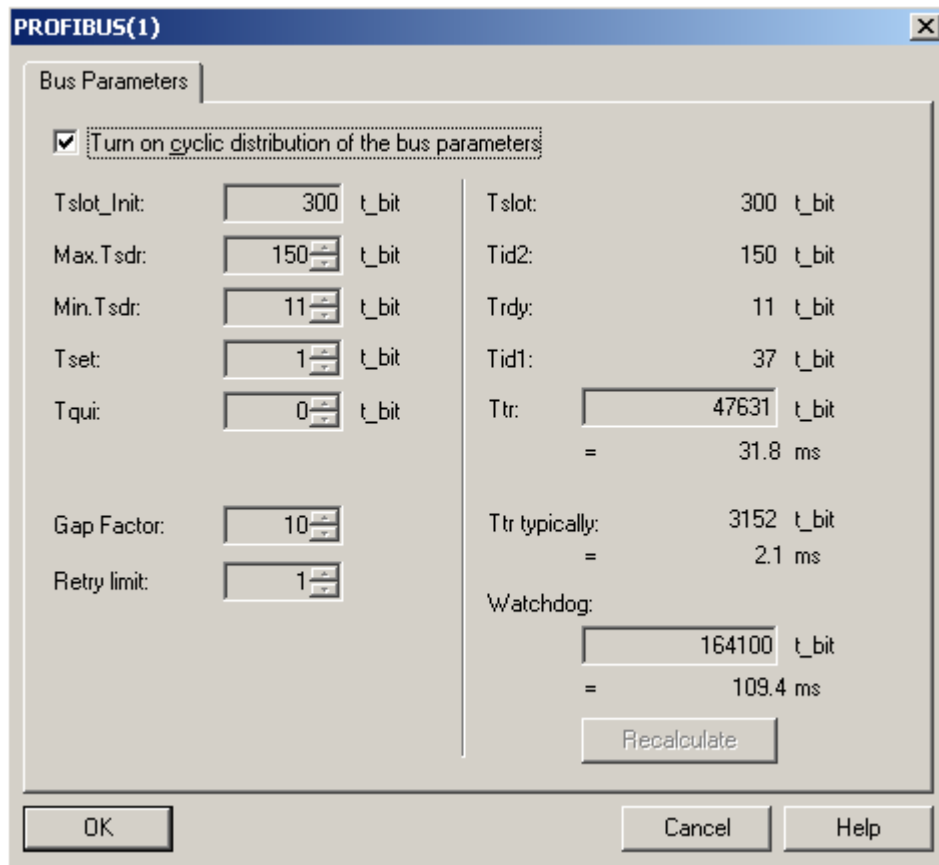 PROFIBUS(1)
Bus Parameters
Turn on cyclic distribution of the bus parameters
Tslot_Init: 300 t_bit
Max.Tsdr: 150 t_bit
Min.Tsdr: 11 t_bit
Tset: 1 t_bit
Tqui: 0 t_bit
Gap Factor: 10
Retry limit: 1
Tslot: 300 t_bit
Tid2: 150 t_bit
Trdy: 11 t_bit
Tid1: 37 t_bit
Ttr: 47631 t_bit
= 31.8 ms
Ttr typically: 3152 t_bit
= 2.1 ms
Watchdog:
164100 t_bit
= 109.4 ms
Recalculate
OK
Cancel
Help